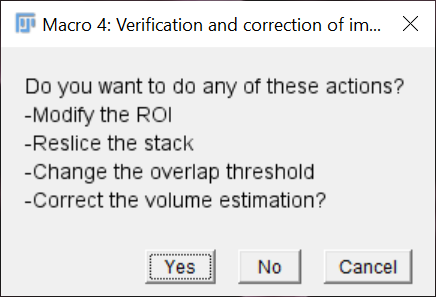 Macro 4: Verification and correction of im...
Do you want to do any of these actions?
-Modify the ROI
-Reslice the stack
-Change the overlap threshold
-Correct the volume estimation?
Yes No Cancel